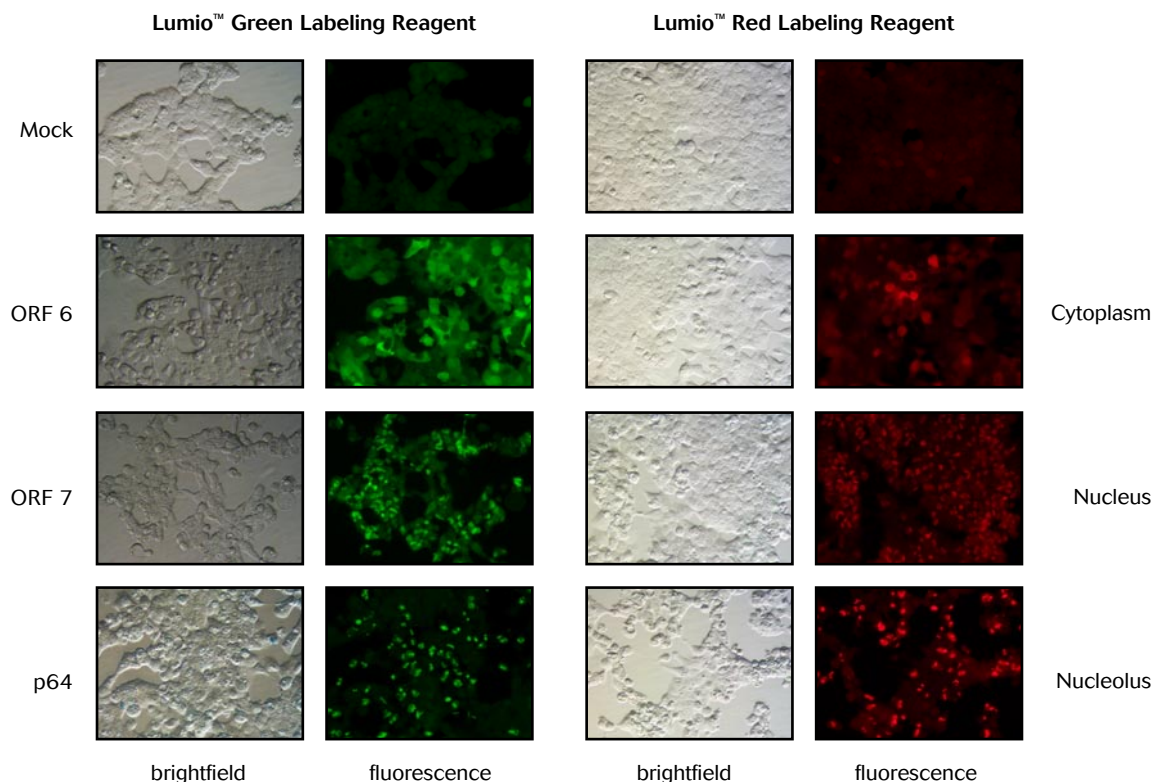 Lumio™ Green Labeling Reagent
Lumio™ Red Labeling Reagent
Mock
ORF 6
Cytoplasm
ORF 7
Nucleus
p64
Nucleolus
brightfield
fluorescence
brightfield
fluorescence